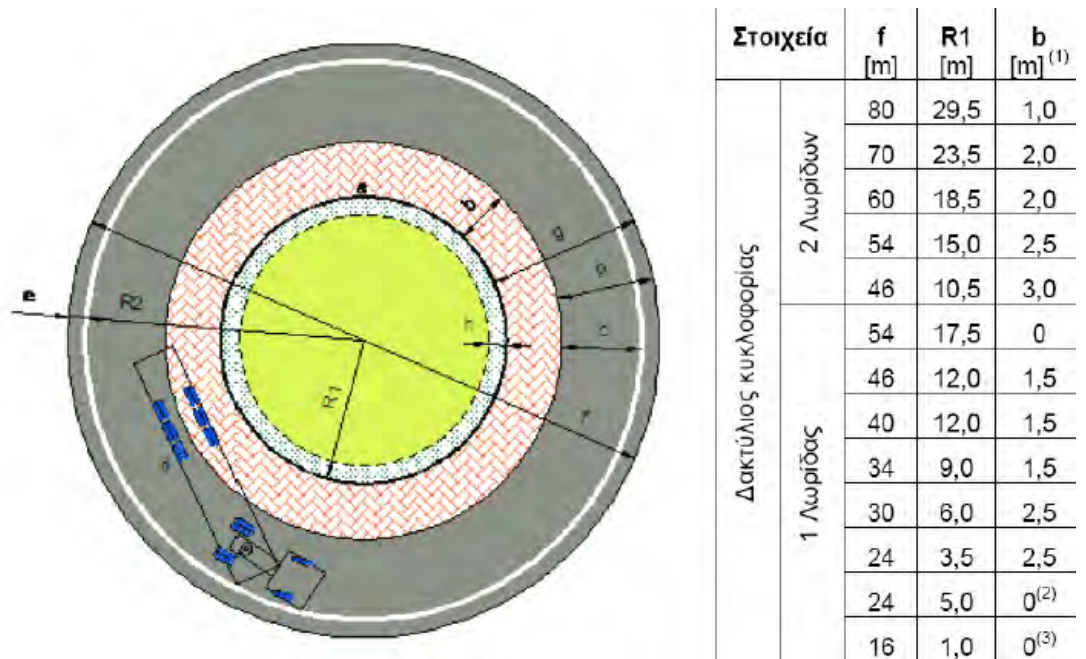 a
b
g
e
R2
h
R1
f
Στοιχεία f R1 b
[m] [m] [m] (1)
Δακτύλιος κυκλοφορίας
2 Λωρίδων
80 29,5 1,0
70 23,5 2,0
60 18,5 2,0
54 15,0 2,5
46 10,5 3,0
1 Λωρίδας
54 17,5 0
46 12,0 1,5
40 12,0 1,5
34 9,0 1,5
30 6,0 2,5
24 3,5 2,5
24 5,0 0(2)
16 1,0 0(3)